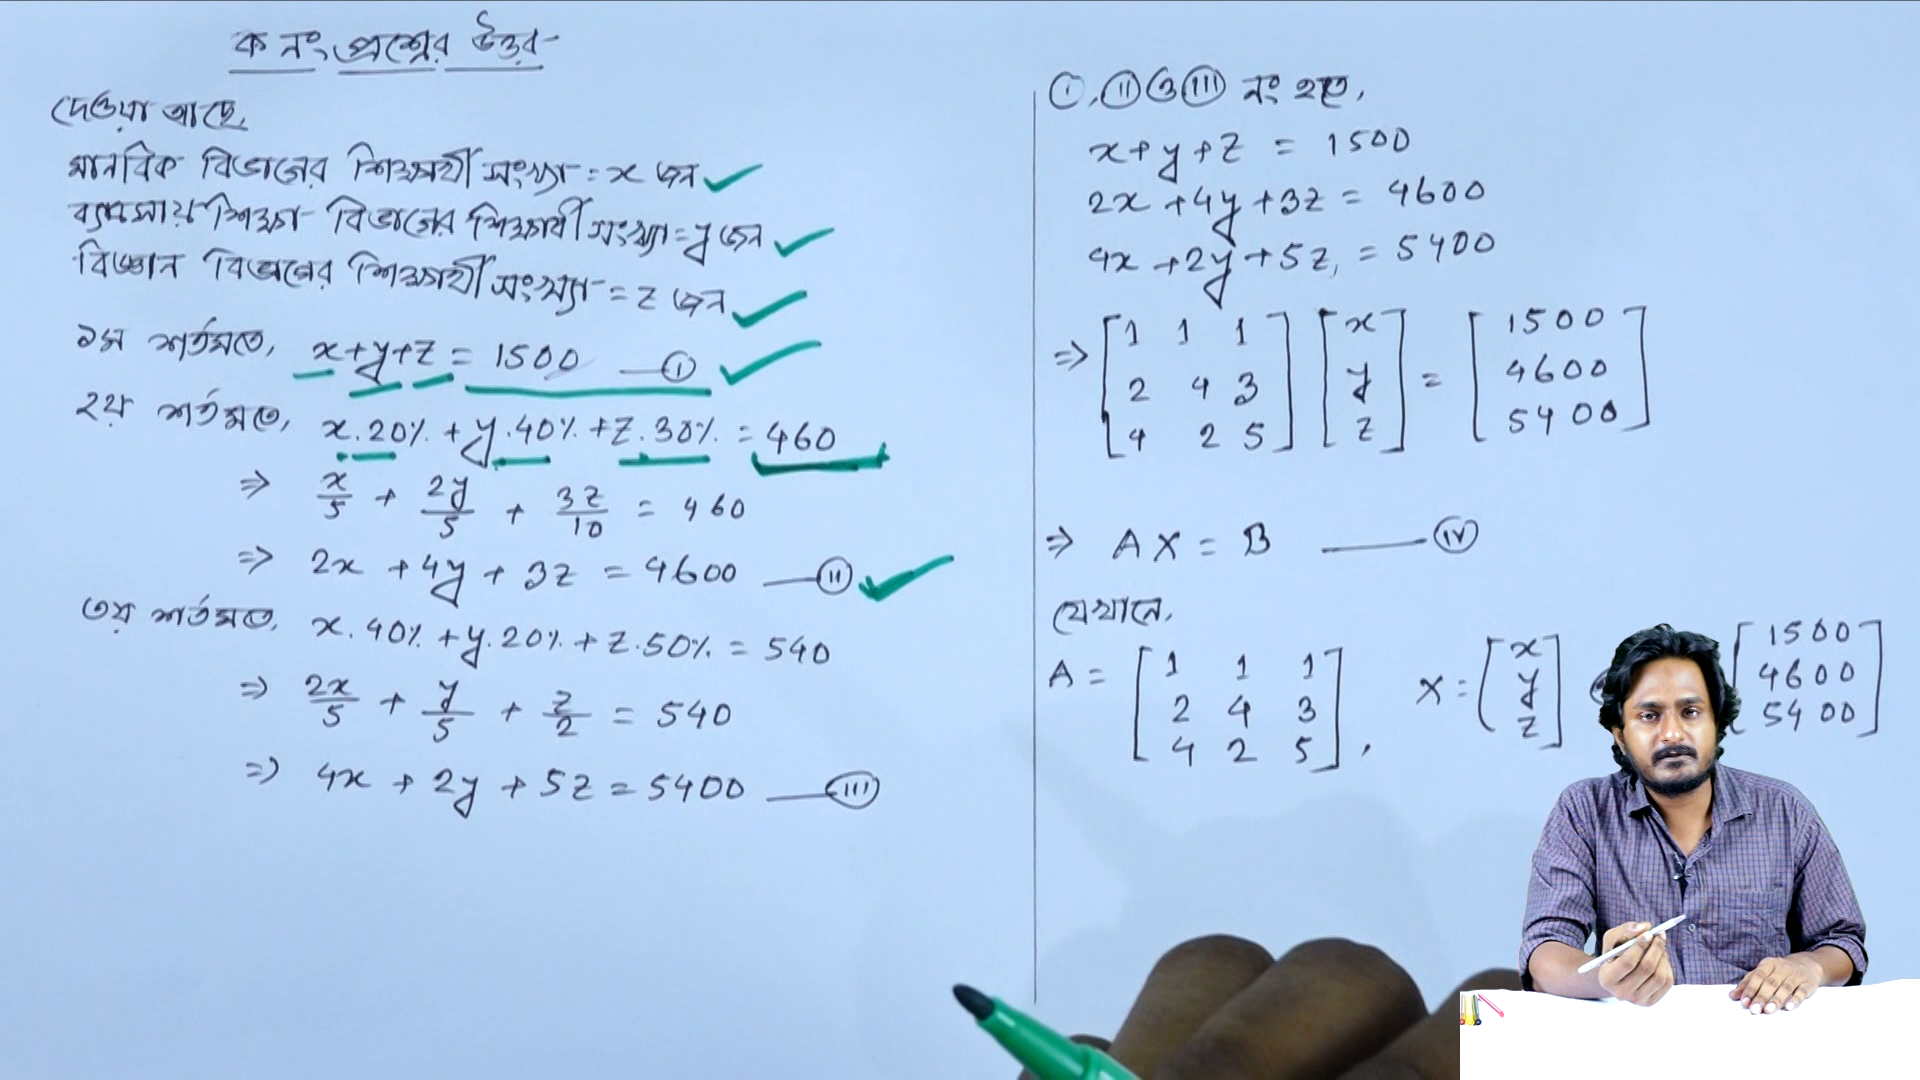 ক নং প্রশ্নের উত্তর-
দেওয়া আছে,
মানবিক বিভাগের শিক্ষার্থী সংখ্যা = x জন
ব্যবসায় শিক্ষা বিভাগের শিক্ষার্থী সংখ্যা = y জন
বিজ্ঞান বিভাগের শিক্ষার্থী সংখ্যা = z জন
১ম শর্তমতে, x+y+z = 1500 —(i)
২য় শর্তমতে, x.20% + y.40% + z.30% = 460
⇒ x/5 + 2y/5 + 3z/10 = 460
⇒ 2x + 4y + 3z = 4600 —(ii)
৩য় শর্তমতে, x.40% + y.20% + z.50% = 540
⇒ 2x/5 + y/5 + z/2 = 540
⇒ 4x + 2y + 5z = 5400 —(iii)
(i), (ii) ও (iii) নং হতে,
x+y+z = 1500
2x+4y+3z = 4600
4x+2y+5z, = 5400
⇒ [1 1 1] [x] = [1500]
[2 4 3] [y] [4600]
[4 2 5] [z] [5400]
⇒ AX = B —(iv)
যেখানে,
A = [1 1 1] X = [x] [1500]
[2 4 3] [y] [4600]
[4 2 5], [z] [5400]